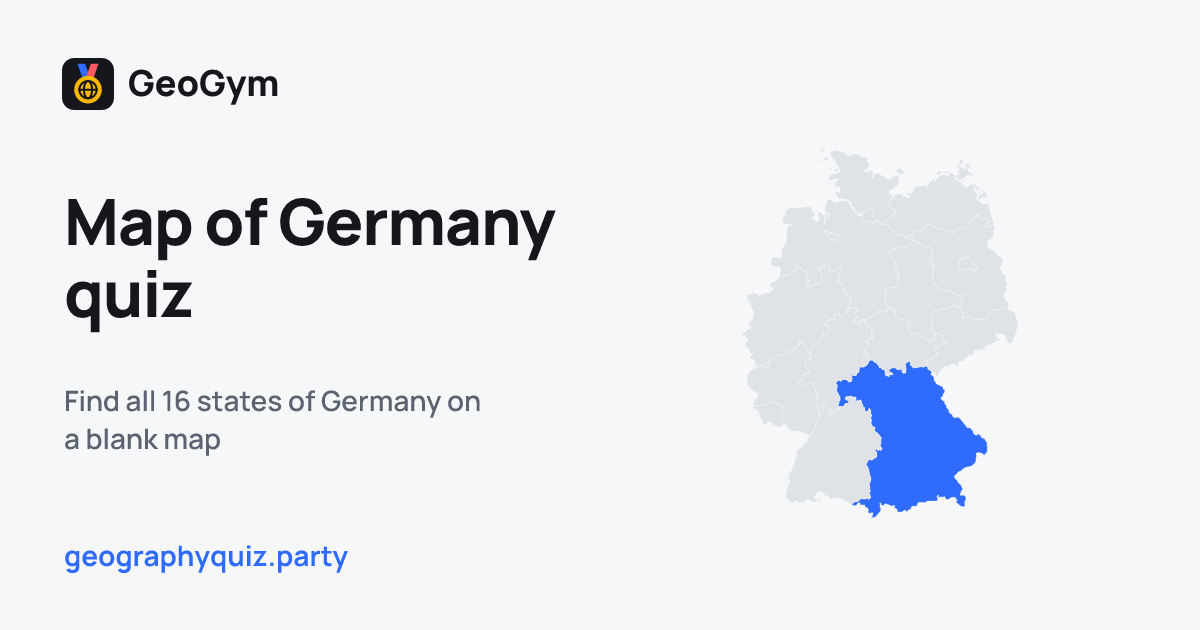 GeoGym
Map of Germany
quiz
Find all 16 states of Germany on
a blank map
geographyquiz.party